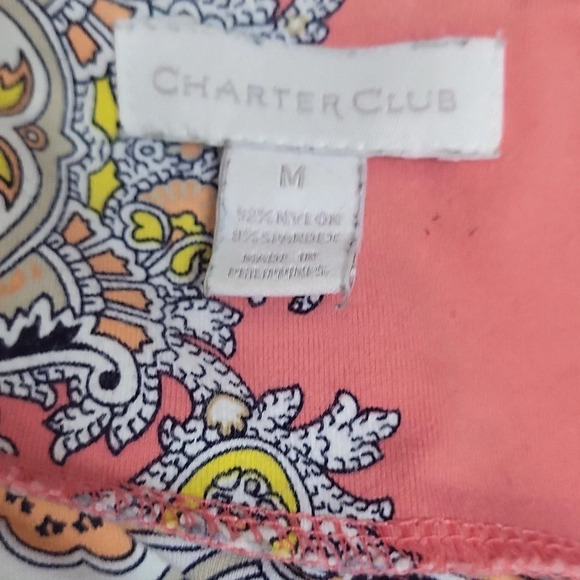 CHARTER CLUB
M
92% NYLON
8% SPANDEX
MADE IN
PHILIPPINES